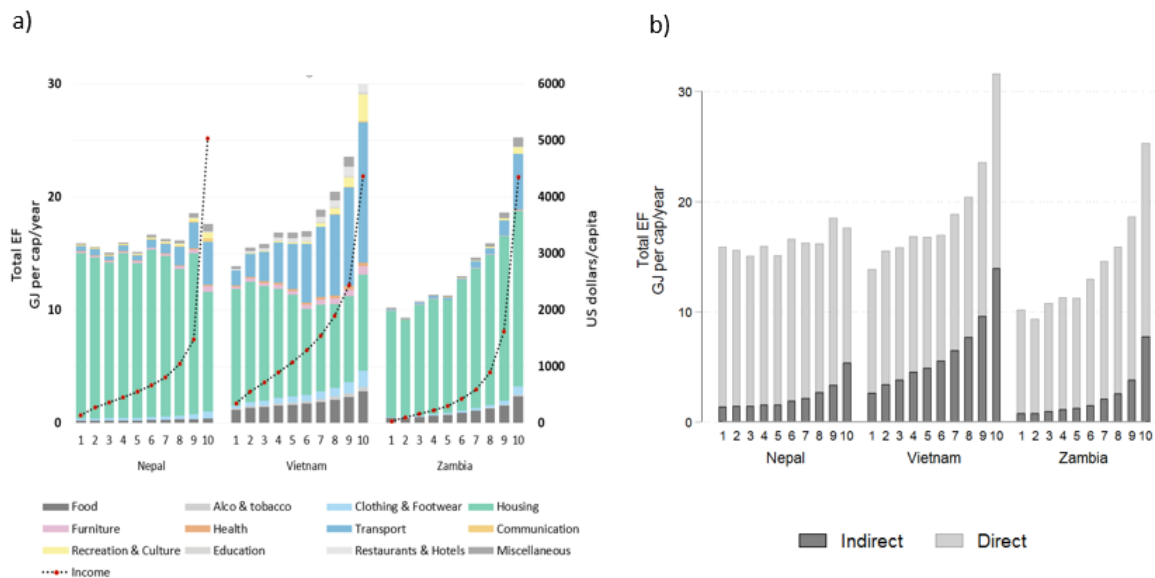 a)
30
20
10
0
Total EF
GJ per cap/year
6000
5000
4000
3000
2000
1000
0
US dollars/capita
1 2 3 4 5 6 7 8 9 10 1 2 3 4 5 6 7 8 9 10 1 2 3 4 5 6 7 8 9 10
Nepal Vietnam Zambia
Food Alco & tobacco Clothing & Footwear Housing
Furniture Health Transport Communication
Recreation & Culture Education Restaurants & Hotels Miscellaneous
Income
b)
30
20
10
0
Total EF
GJ per cap/year
1 2 3 4 5 6 7 8 9 10 1 2 3 4 5 6 7 8 9 10 1 2 3 4 5 6 7 8 9 10
Nepal Vietnam Zambia
Indirect Direct